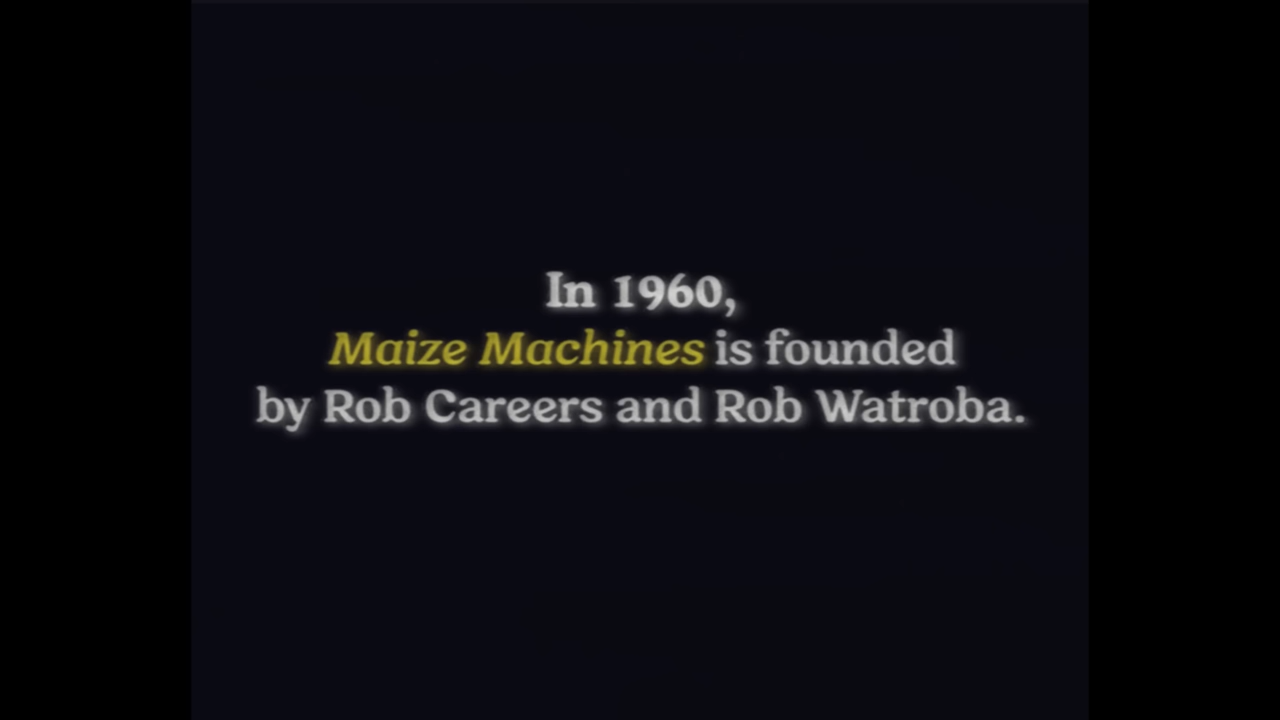 In 1960,
Maize Machines is founded
by Rob Careers and Rob Watroba.